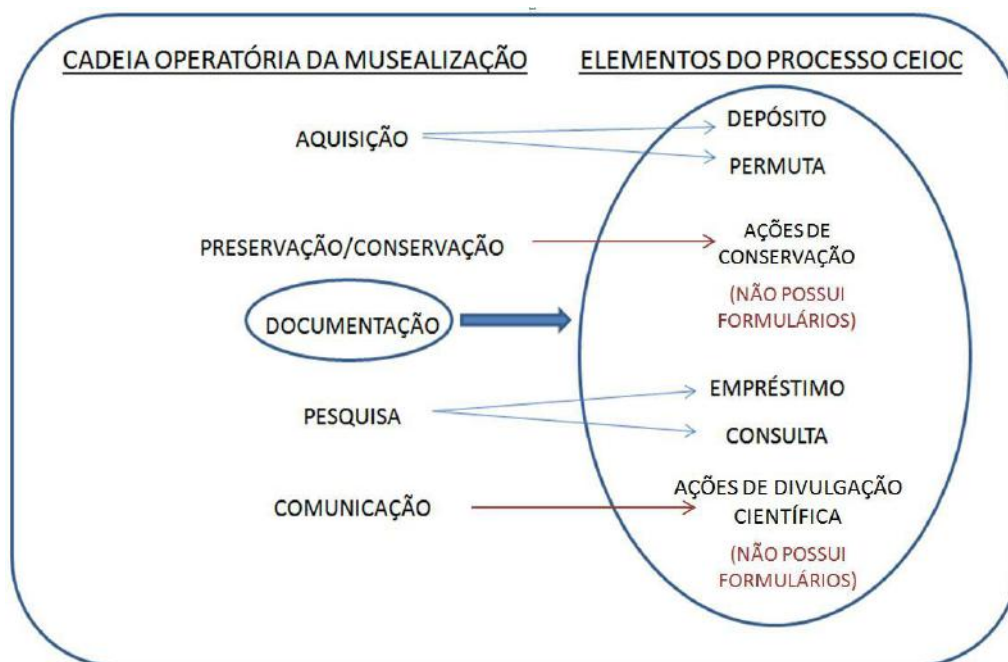 CADEIA OPERATÓRIA DA MUSEALIZAÇÃO
ELEMENTOS DO PROCESSO CEIOC
AQUISIÇÃO
DEPÓSITO
PERMUTA
PRESERVAÇÃO/CONSERVAÇÃO
AÇÕES DE
CONSERVAÇÃO
(NÃO POSSUI
FORMULÁRIOS)
DOCUMENTAÇÃO
PESQUISA
EMPRÉSTIMO
CONSULTA
COMUNICAÇÃO
AÇÕES DE DIVULGAÇÃO
CIENTÍFICA
(NÃO POSSUI
FORMULÁRIOS)